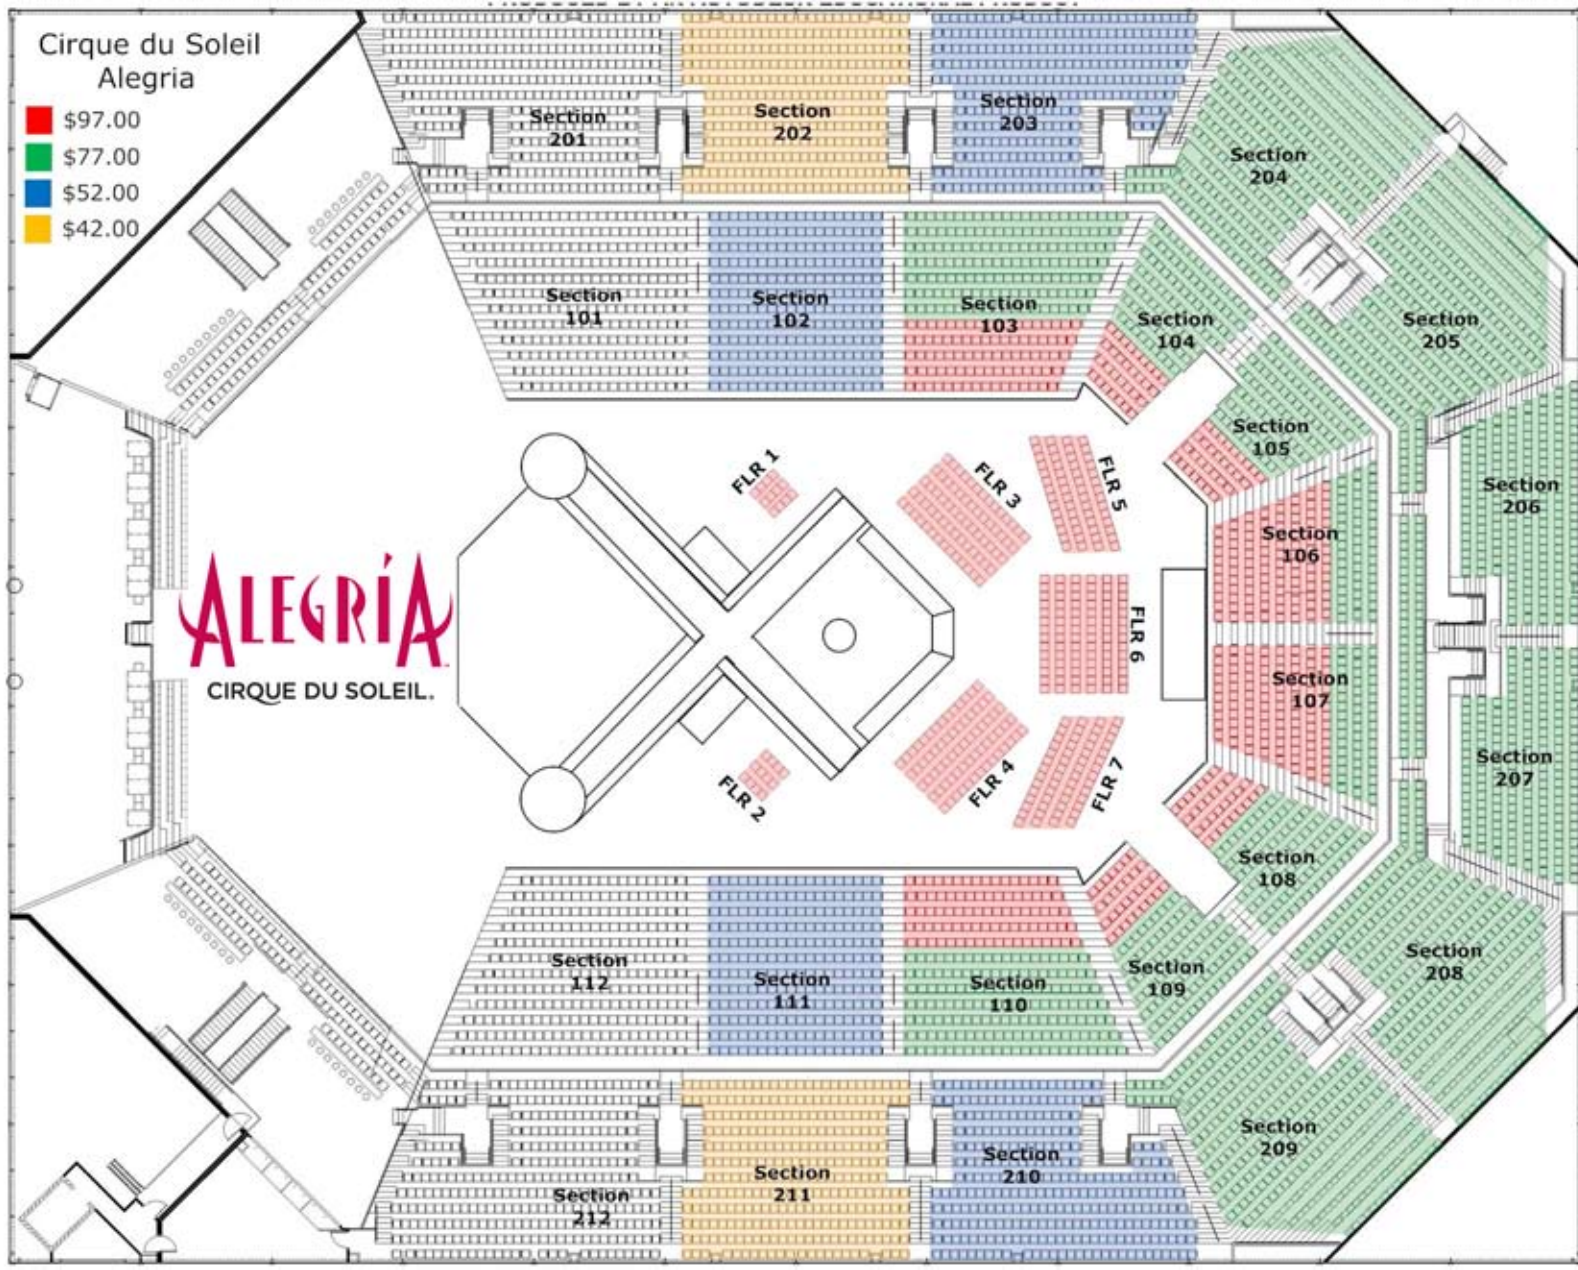 Cirque du Soleil
Alegria
$97.00
$77.00
$52.00
$42.00
Section
201
Section
202
Section
203
Section
204
Section
101
Section
102
Section
103
Section
104
Section
205
Section
105
Section
206
FLR 1
FLR 3
FLR 5
Section
106
ALEGRÍA
CIRQUE DU SOLEIL.
FLR 6
Section
107
Section
207
FLR 2
FLR 4
FLR 7
Section
108
Section
208
Section
112
Section
111
Section
110
Section
109
Section
209
Section
212
Section
211
Section
210